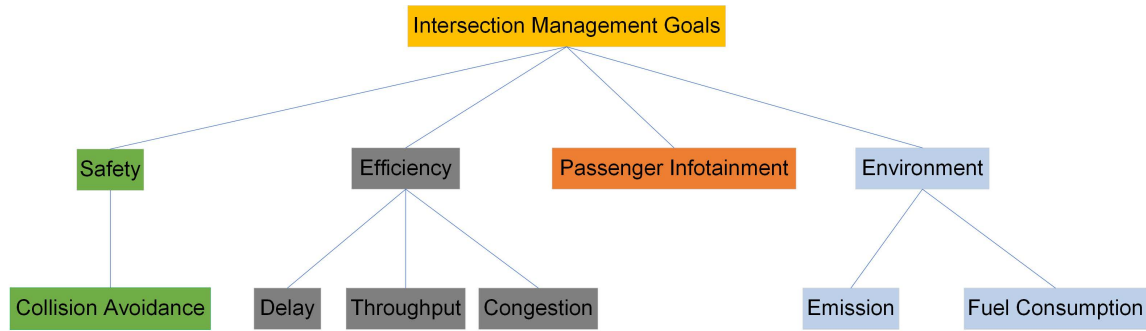 Intersection Management Goals
Safety
Efficiency
Passenger Infotainment
Environment
Collision Avoidance
Delay
Throughput
Congestion
Emission
Fuel Consumption